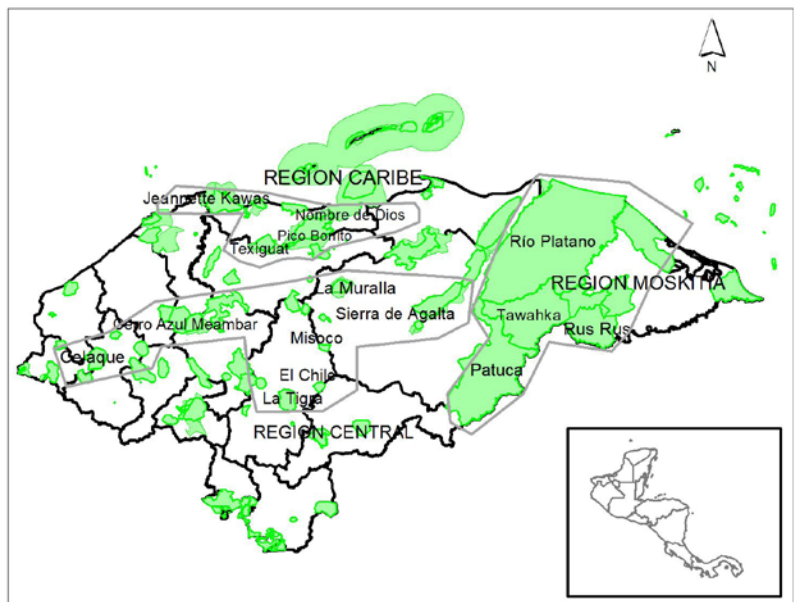 N
REGION CARIBE
Jeannette Kawas
Nombre de Dios
Pico Bonito
Texiguat
Río Platano
REGION MOSKITIA
La Muralla
Sierra de Agalta
Tawahka
Cerro Azul Meambar
Rus Rus
Misoco
Celaque
Patuca
El Chile
La Tigra
REGION CENTRAL